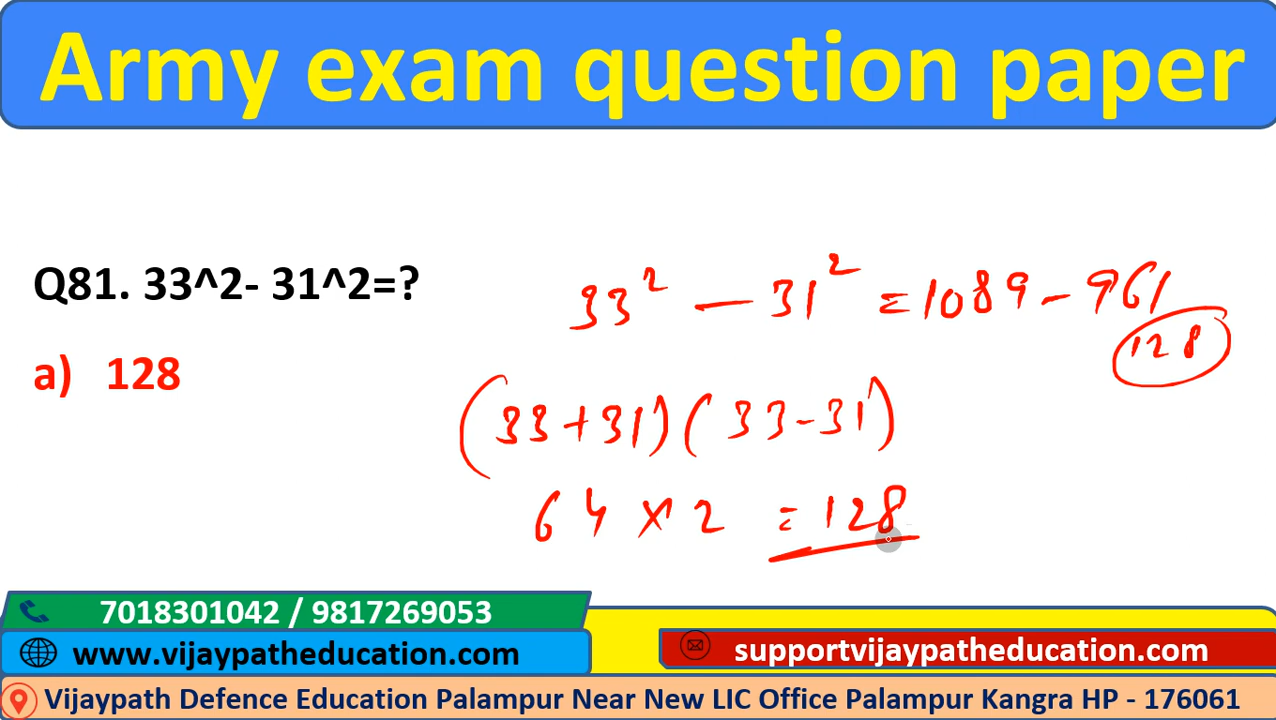 Army exam question paper
Q81. 33^2- 31^2=?
33² - 31² = 1089 - 961
128
a) 128
(33+31) (33-31)
64 × 2 = 128
7018301042 / 9817269053
www.vijaypatheducation.com
supportvijaypatheducation.com
Vijaypath Defence Education Palampur Near New LIC Office Palampur Kangra HP - 176061